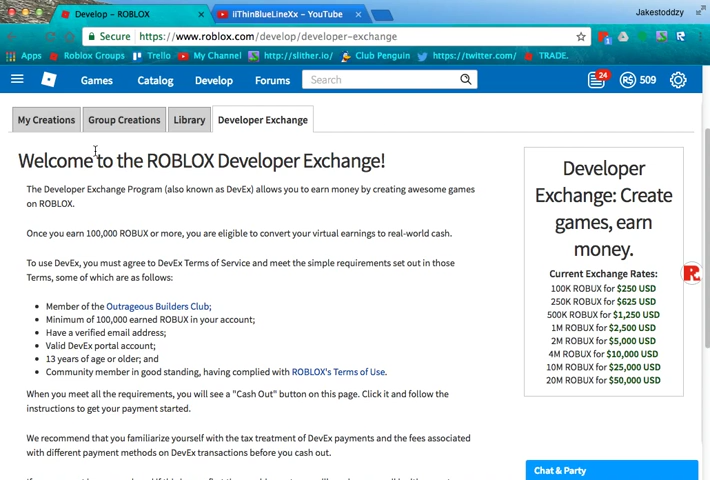 Develop – ROBLOX
iiThinBlueLineXx – YouTube
Jakestoddzy
Secure
https://www.roblox.com/develop/developer-exchange
Apps
Roblox Groups
Trello
My Channel
http://slither.io/
Club Penguin
https://twitter.com/
TRADE.
Games
Catalog
Develop
Forums
Search
24
R$ 509
My Creations
Group Creations
Library
Developer Exchange
Welcome to the ROBLOX Developer Exchange!
The Developer Exchange Program (also known as DevEx) allows you to earn money by creating awesome games
on ROBLOX.
Once you earn 100,000 ROBUX or more, you are eligible to convert your virtual earnings to real-world cash.
To use DevEx, you must agree to DevEx Terms of Service and meet the simple requirements set out in those
Terms, some of which are as follows:
Member of the Outrageous Builders Club;
Minimum of 100,000 earned ROBUX in your account;
Have a verified email address;
Valid DevEx portal account;
13 years of age or older; and
Community member in good standing, having complied with ROBLOX's Terms of Use.
When you meet all the requirements, you will see a "Cash Out" button on this page. Click it and follow the
instructions to get your payment started.
We recommend that you familiarize yourself with the tax treatment of DevEx payments and the fees associated
with different payment methods on DevEx transactions before you cash out.
Developer
Exchange: Create
games, earn
money.
Current Exchange Rates:
100K ROBUX for $250 USD
250K ROBUX for $625 USD
500K ROBUX for $1,250 USD
1M ROBUX for $2,500 USD
2M ROBUX for $5,000 USD
4M ROBUX for $10,000 USD
10M ROBUX for $25,000 USD
20M ROBUX for $50,000 USD
Chat & Party